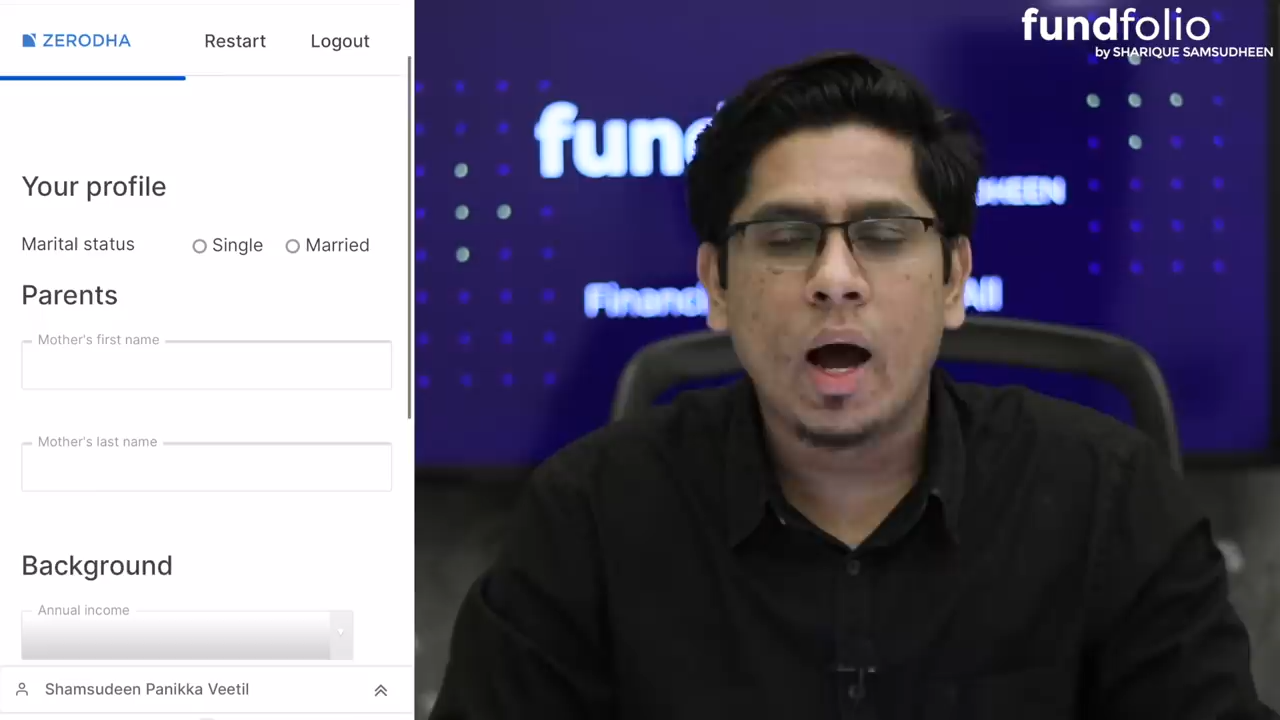 ZERODHA
Restart
Logout
Your profile
Marital status
Single
Married
Parents
Mother's first name
Mother's last name
Background
Annual income
Shamsudeen Panikka Veetil
fundfolio
by SHARIQUE SAMSUDHEEN